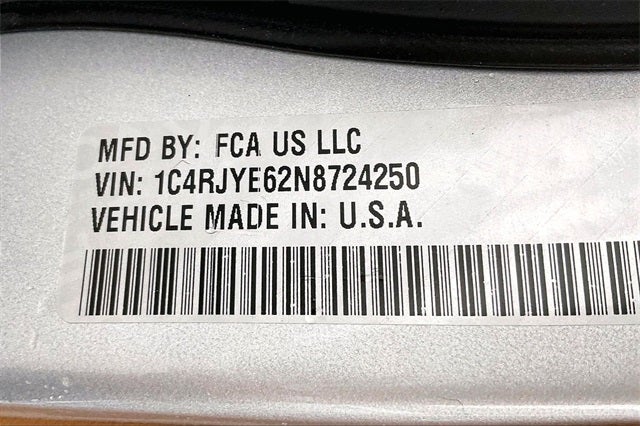 MFD BY: FCA US LLC
VIN: 1C4RJYE62N8724250
VEHICLE MADE IN: U.S.A.